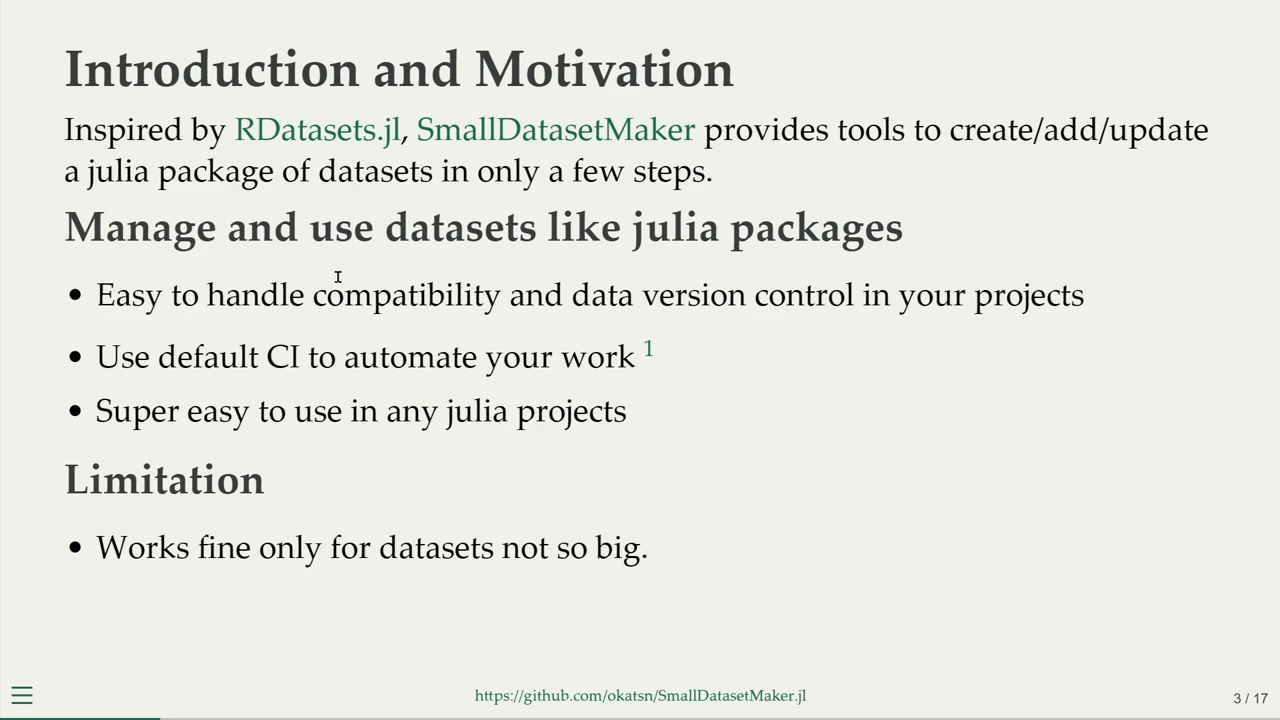 Introduction and Motivation
Inspired by RDatasets.jl, SmallDatasetMaker provides tools to create/add/update
a julia package of datasets in only a few steps.
Manage and use datasets like julia packages
• Easy to handle compatibility and data version control in your projects
• Use default CI to automate your work 1
• Super easy to use in any julia projects
Limitation
• Works fine only for datasets not so big.
https://github.com/okatsn/SmallDatasetMaker.jl
3 / 17